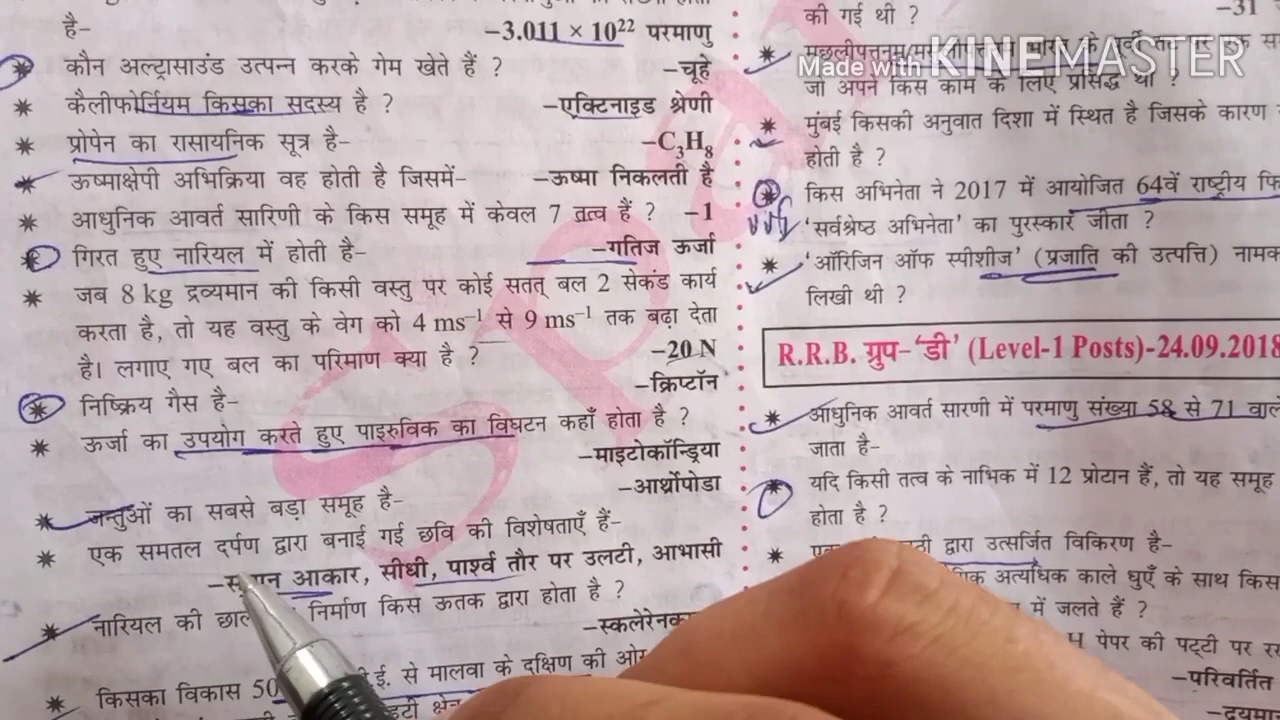 है-
-3.011 × 10²² परमाणु
* कौन अल्ट्रासाउंड उत्पन्न करके गेम खेते हैं ? -चूहे
* कैलीफोर्नियम किसका सदस्य है ? -एक्टिनाइड श्रेणी
* प्रोपेन का रासायनिक सूत्र है- -C₃H₈
* ऊष्माक्षेपी अभिक्रिया वह होती है जिसमें- -ऊष्मा निकलती है
* आधुनिक आवर्त सारिणी के किस समूह में केवल 7 तत्व हैं ? -1
* गिरत हुए नारियल में होती है- -गतिज ऊर्जा
* जब 8 kg द्रव्यमान की किसी वस्तु पर कोई सतत् बल 2 सेकंड कार्य
करता है, तो यह वस्तु के वेग को 4 ms⁻¹ से 9 ms⁻¹ तक बढ़ा देता
है। लगाए गए बल का परिमाण क्या है ? -20 N
* निष्क्रिय गैस है- -क्रिप्टॉन
* ऊर्जा का उपयोग करते हुए पाइरुविक का विघटन कहाँ होता है ?
-माइटोकॉन्ड्रिया
* जन्तुओं का सबसे बड़ा समूह है- -आर्थोपोडा
* एक समतल दर्पण द्वारा बनाई गई छवि की विशेषताएँ हैं-
आकार, सीधी, पार्श्व तौर पर उलटी, आभासी
* नारियल की निर्माण किस ऊतक द्वारा होता है ?
* किसका विकास ई. से मालवा के दक्षिण की
की गई थी ?
-31
Made with KINEMASTER
जो अपने किस काम के लिए प्रसिद्ध था ?
* मुंबई किसकी अनुवात दिशा में स्थित है जिसके कारण
होती है ?
* किस अभिनेता ने 2017 में आयोजित 64वें राष्ट्रीय
'सर्वश्रेष्ठ अभिनेता' का पुरस्कार जीता ?
* 'ऑरिजिन ऑफ स्पीशीज' (प्रजाति की उत्पत्ति)
लिखी थी ?
R.R.B. ग्रुप-'डी' (Level-1 Posts)-24.09.2018
* आधुनिक आवर्त सारणी में परमाणु संख्या 58 से 71
जाता है-
* यदि किसी तत्व के नाभिक में 12 प्रोटान हैं, तो यह समूह
होता है ?
* द्वारा उत्सर्जित विकिरण है-
अत्यधिक काले धुएँ के साथ
में जलते हैं ?
पेपर की पट्टी पर
-परिवर्तित